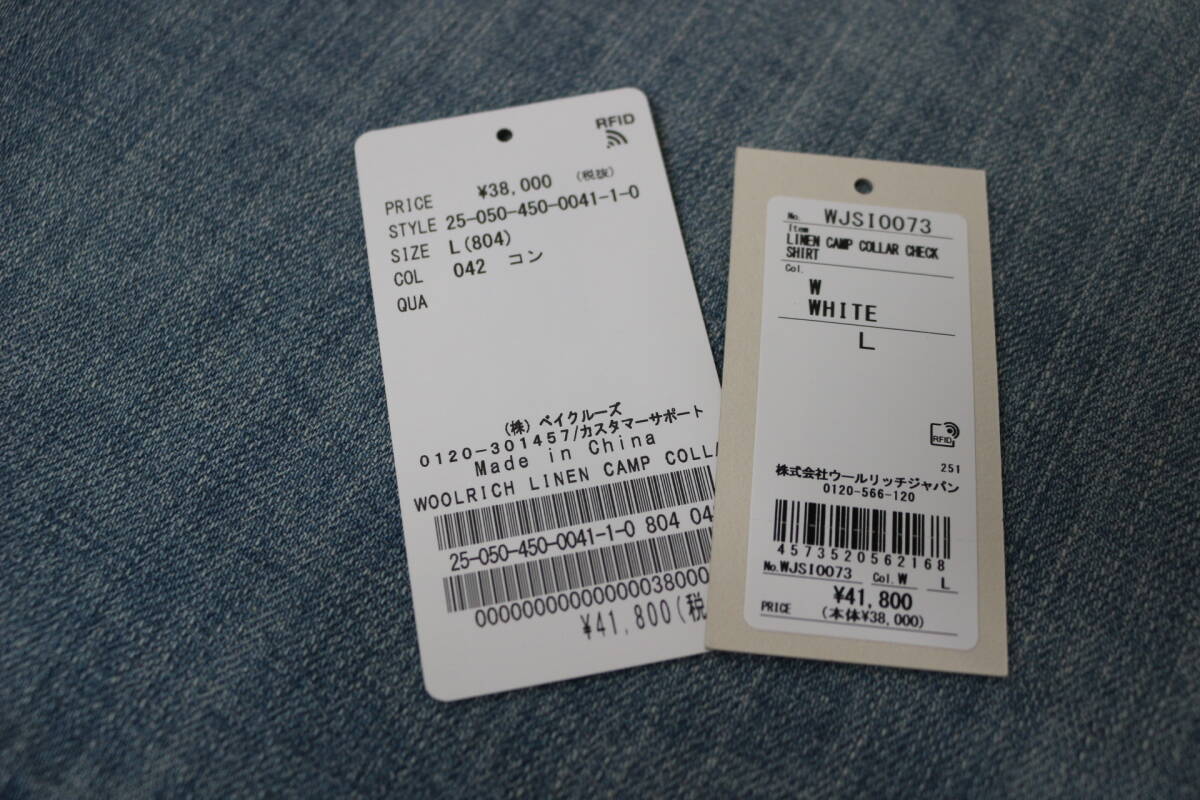 RFID
PRICE ¥38,000 (税抜)
STYLE 25-050-450-0041-1-0
SIZE L(804)
COL 042 コン
QUA
(株) ベイクルーズ
0120-301457/カスタマーサポート
Made in China
WOOLRICH LINEN CAMP COLLA
25-050-450-0041-1-0 804 04
¥41,800(税
No. WJSI0073
Item
LINEN CAMP COLLAR CHECK
SHIRT
Col.
W
WHITE
L
RFID
251
株式会社ウールリッチジャパン
0120-566-120
4573520562168
No.WJSI0073 Col.W L
¥41,800
PRICE (本体¥38,000)